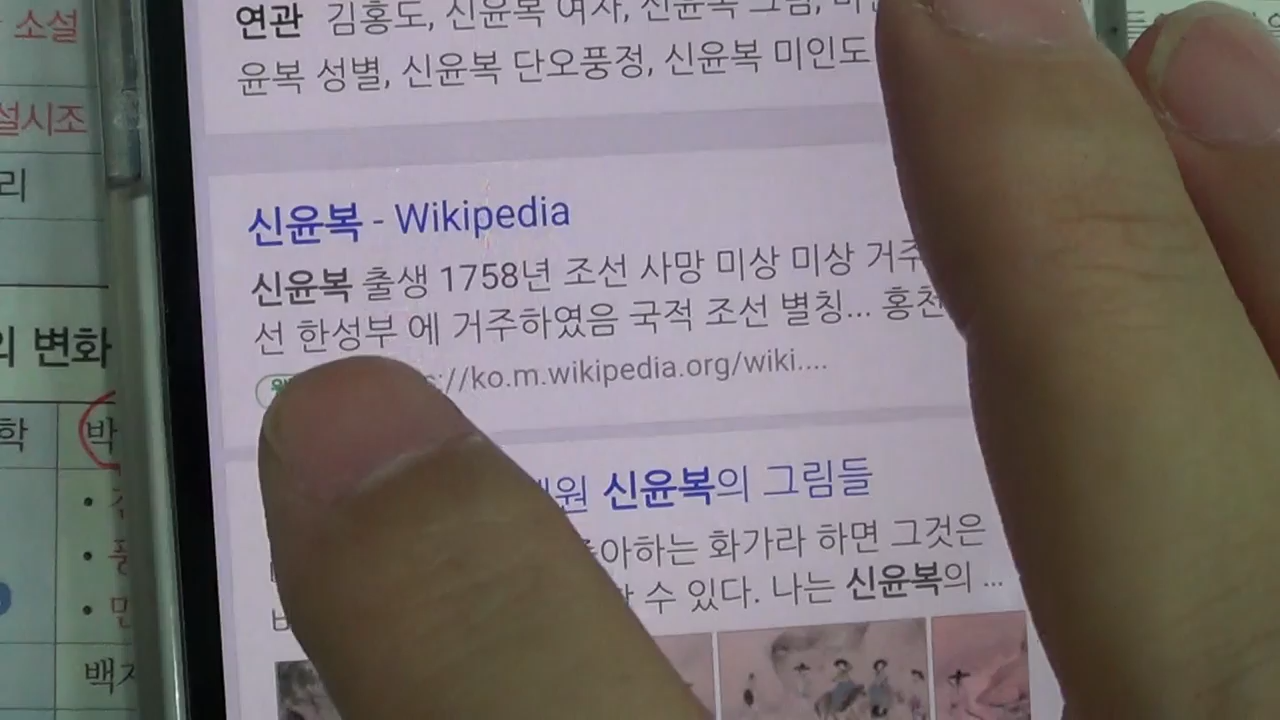 연관 김홍도, 신윤복 여자, 신윤복 그림,
윤복 성별, 신윤복 단오풍정, 신윤복 미인도
신윤복 - Wikipedia
신윤복 출생 1758년 조선 사망 미상 미상 거주
선 한성부 에 거주하였음 국적 조선 별칭... 홍천
://ko.m.wikipedia.org/wiki....
신윤복의 그림들
아하는 화가라 하면 그것은
수 있다. 나는 신윤복의 ...
소설
설시조
리
의 변화
학
박
백자